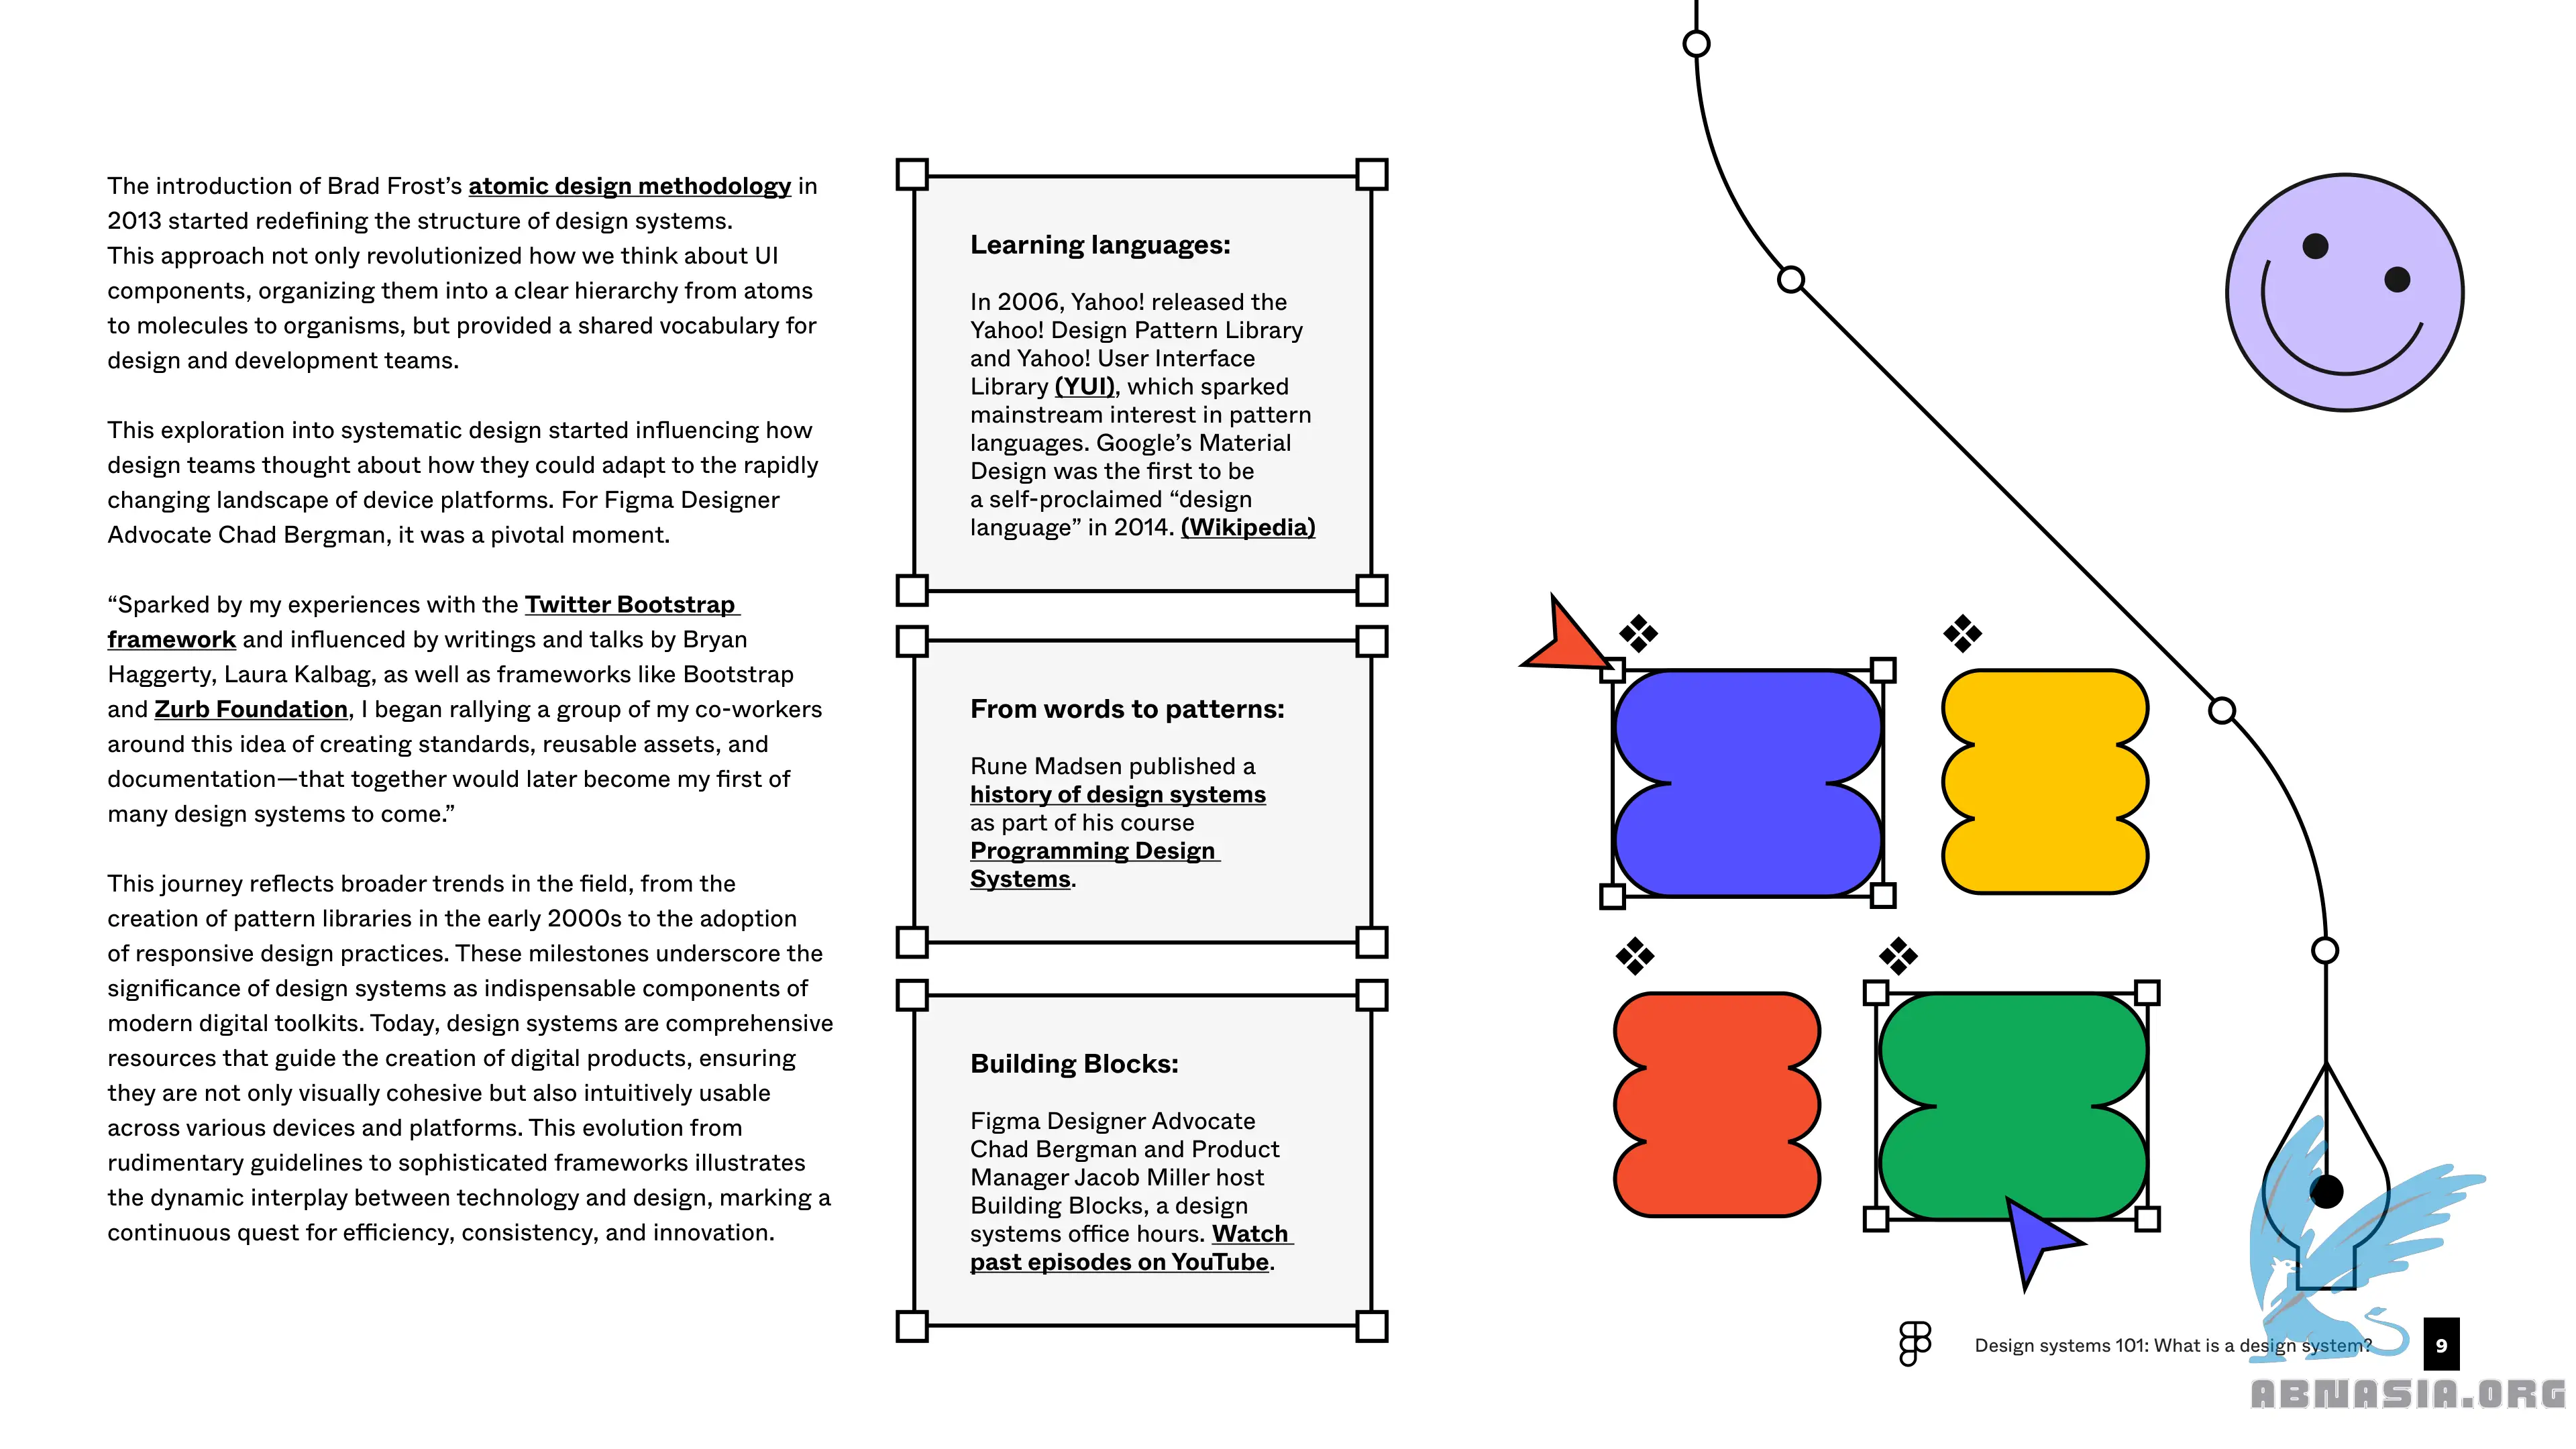 The introduction of Brad Frost’s atomic design methodology in
2013 started redefining the structure of design systems.
This approach not only revolutionized how we think about UI
components, organizing them into a clear hierarchy from atoms
to molecules to organisms, but provided a shared vocabulary for
design and development teams.
This exploration into systematic design started influencing how
design teams thought about how they could adapt to the rapidly
changing landscape of device platforms. For Figma Designer
Advocate Chad Bergman, it was a pivotal moment.
“Sparked by my experiences with the Twitter Bootstrap
framework and influenced by writings and talks by Bryan
Haggerty, Laura Kalbag, as well as frameworks like Bootstrap
and Zurb Foundation, I began rallying a group of my co-workers
around this idea of creating standards, reusable assets, and
documentation—that together would later become my first of
many design systems to come.”
This journey reflects broader trends in the field, from the
creation of pattern libraries in the early 2000s to the adoption
of responsive design practices. These milestones underscore the
significance of design systems as indispensable components of
modern digital toolkits. Today, design systems are comprehensive
resources that guide the creation of digital products, ensuring
they are not only visually cohesive but also intuitively usable
across various devices and platforms. This evolution from
rudimentary guidelines to sophisticated frameworks illustrates
the dynamic interplay between technology and design, marking a
continuous quest for efficiency, consistency, and innovation.
Learning languages:
In 2006, Yahoo! released the
Yahoo! Design Pattern Library
and Yahoo! User Interface
Library (YUI), which sparked
mainstream interest in pattern
languages. Google’s Material
Design was the first to be
a self-proclaimed “design
language” in 2014. (Wikipedia)
From words to patterns:
Rune Madsen published a
history of design systems
as part of his course
Programming Design
Systems.
Building Blocks:
Figma Designer Advocate
Chad Bergman and Product
Manager Jacob Miller host
Building Blocks, a design
systems office hours. Watch
past episodes on YouTube.
Design systems 101: What is a design system?
9
ABNASIA.ORG